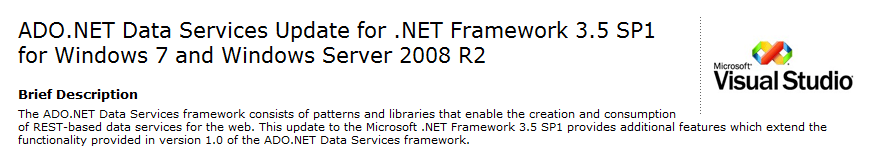 ADO.NET Data Services Update for .NET Framework 3.5 SP1
for Windows 7 and Windows Server 2008 R2
Microsoft
Visual Studio
Brief Description
The ADO.NET Data Services framework consists of patterns and libraries that enable the creation and consumption
of REST-based data services for the web. This update to the Microsoft .NET Framework 3.5 SP1 provides additional features which extend the
functionality provided in version 1.0 of the ADO.NET Data Services framework.